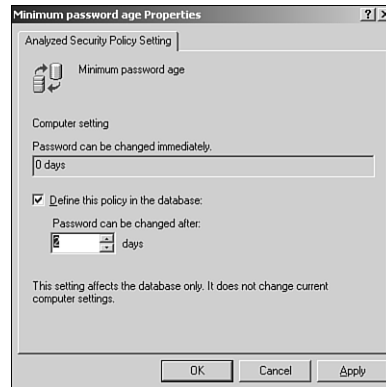 Minimum password age Properties
Analyzed Security Policy Setting
Minimum password age
Computer setting
Password can be changed immediately.
0 days
Define this policy in the database:
Password can be changed after:
2 days
This setting affects the database only. It does not change current
computer settings.
OK Cancel Apply